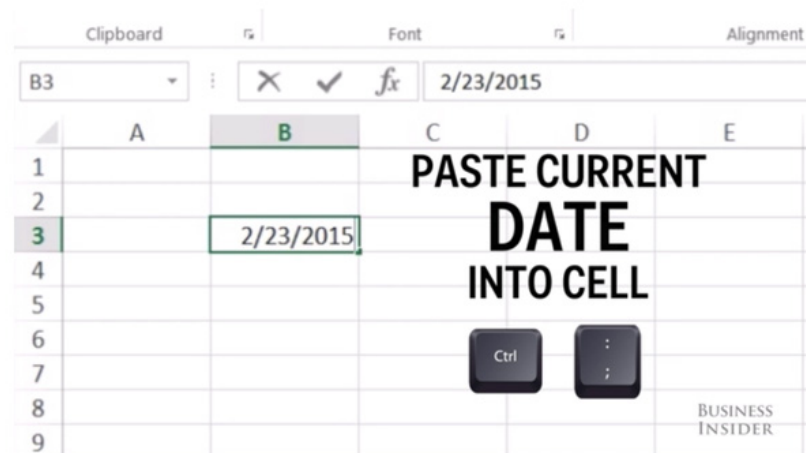 Clipboard Font Alignment
B3 fx 2/23/2015
A B C D E
1
2
3 2/23/2015
4
5
6
7
8
9
PASTE CURRENT
DATE
INTO CELL
Ctrl : ;
BUSINESS
INSIDER